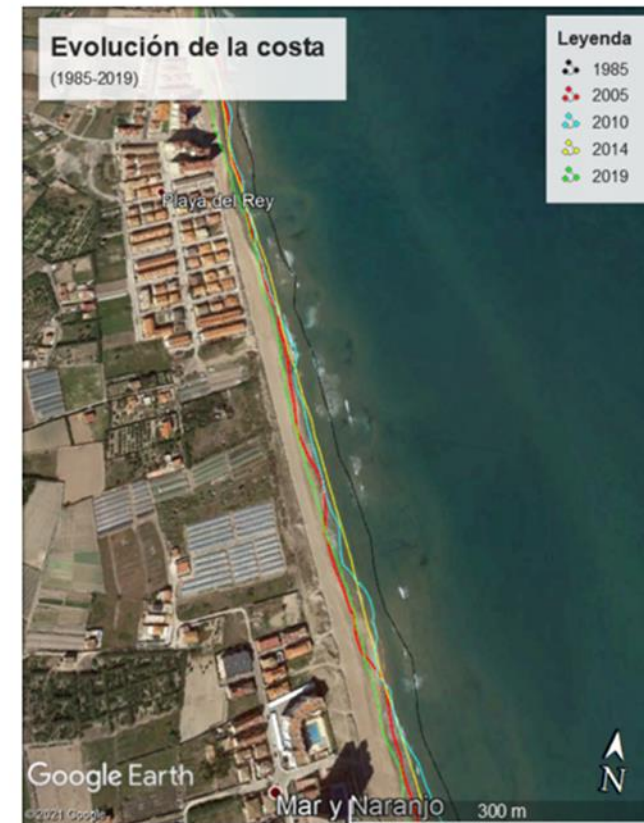 Evolución de la costa
(1985-2019)
Leyenda
1985
2005
2010
2014
2019
Playa del Rey
Google Earth
N
©2021 Google
Mar y Naranjo
300 m